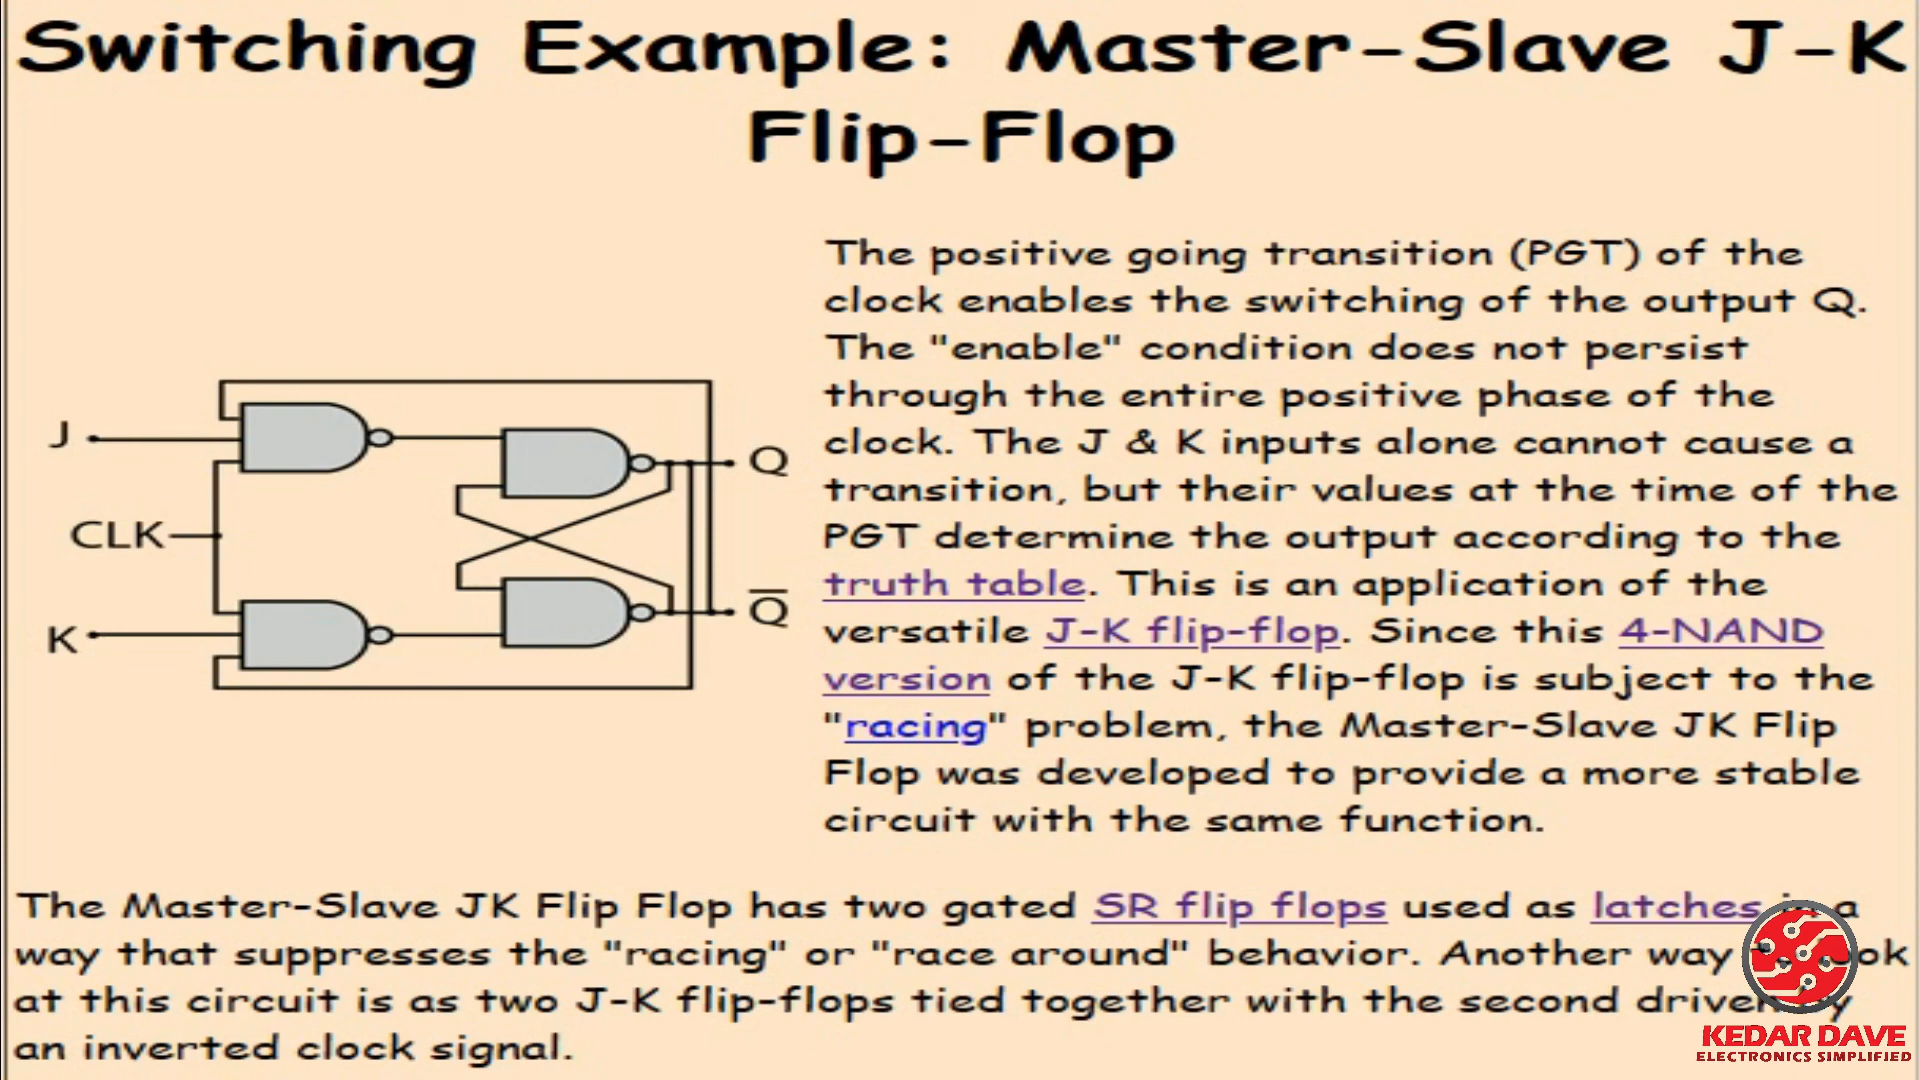 Switching Example: Master-Slave J-K
Flip-Flop
The positive going transition (PGT) of the
clock enables the switching of the output Q.
The "enable" condition does not persist
through the entire positive phase of the
clock. The J & K inputs alone cannot cause a
transition, but their values at the time of the
PGT determine the output according to the
truth table. This is an application of the
versatile J-K flip-flop. Since this 4-NAND
version of the J-K flip-flop is subject to the
"racing" problem, the Master-Slave JK Flip
Flop was developed to provide a more stable
circuit with the same function.
J
Q
CLK
Q̅
K
The Master-Slave JK Flip Flop has two gated SR flip flops used as latches in a
way that suppresses the "racing" or "race around" behavior. Another way
at this circuit is as two J-K flip-flops tied together with the second driven by
an inverted clock signal.
KEDAR DAVE
ELECTRONICS SIMPLIFIED